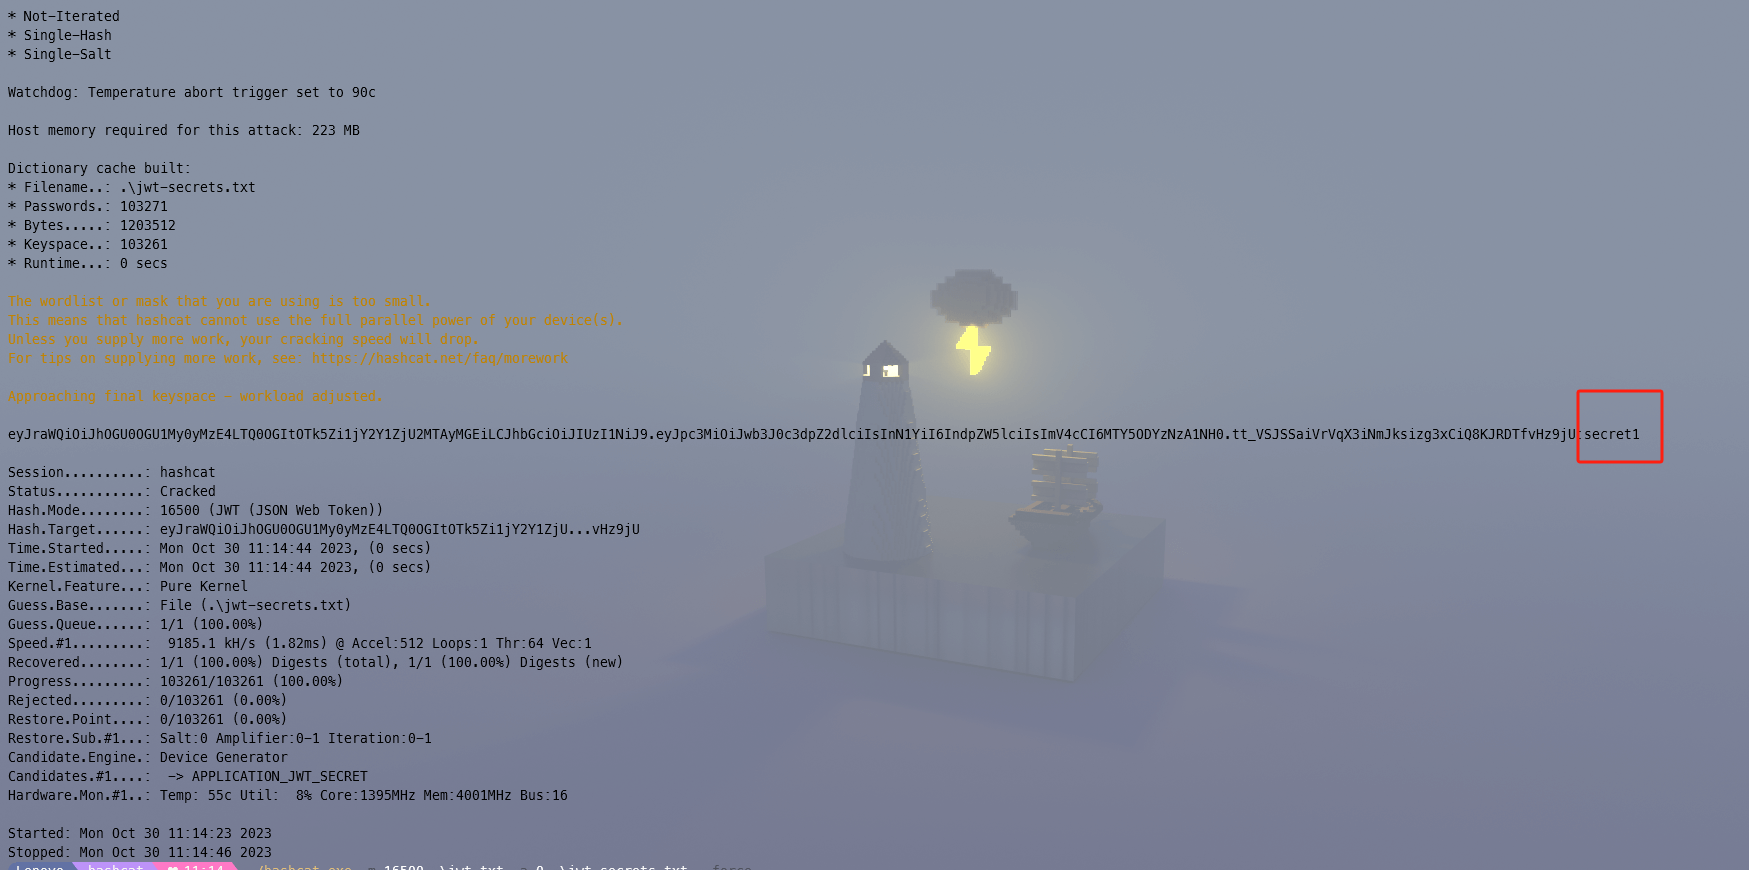 * Not-Iterated
* Single-Hash
* Single-Salt
Watchdog: Temperature abort trigger set to 90c
Host memory required for this attack: 223 MB
Dictionary cache built:
* Filename..: .\jwt-secrets.txt
* Passwords.: 103271
* Bytes.....: 1203512
* Keyspace..: 103261
* Runtime...: 0 secs
The wordlist or mask that you are using is too small.
This means that hashcat cannot use the full parallel power of your device(s).
Unless you supply more work, your cracking speed will drop.
For tips on supplying more work, see: https://hashcat.net/faq/morework
Approaching final keyspace - workload adjusted.
eyJraWQiOiJhOGU0OGU1My0yMzE4LTQ0OGItOTk5Zi1jY2Y1ZjU2MTAyMGEiLCJhbGciOiJIUzI1NiJ9.eyJpc3MiOiJwb3J0c3dpZ2dlciIsInN1YiI6IndpZW5lciIsImV4cCI6MTY5ODYzNzA1NH0.tt_VSJSSaiVrVqX3iNmJksizg3xCiQ8KJRDTfvHz9jU:secret1
Session..........: hashcat
Status...........: Cracked
Hash.Mode........: 16500 (JWT (JSON Web Token))
Hash.Target......: eyJraWQiOiJhOGU0OGU1My0yMzE4LTQ0OGItOTk5Zi1jY2Y1ZjU...vHz9jU
Time.Started.....: Mon Oct 30 11:14:44 2023, (0 secs)
Time.Estimated...: Mon Oct 30 11:14:44 2023, (0 secs)
Kernel.Feature...: Pure Kernel
Guess.Base.......: File (.\jwt-secrets.txt)
Guess.Queue......: 1/1 (100.00%)
Speed.#1.........:  9185.1 kH/s (1.82ms) @ Accel:512 Loops:1 Thr:64 Vec:1
Recovered........: 1/1 (100.00%) Digests (total), 1/1 (100.00%) Digests (new)
Progress.........: 103261/103261 (100.00%)
Rejected.........: 0/103261 (0.00%)
Restore.Point....: 0/103261 (0.00%)
Restore.Sub.#1...: Salt:0 Amplifier:0-1 Iteration:0-1
Candidate.Engine.: Device Generator
Candidates.#1....:  -> APPLICATION_JWT_SECRET
Hardware.Mon.#1..: Temp: 55c Util:  8% Core:1395MHz Mem:4001MHz Bus:16
Started: Mon Oct 30 11:14:23 2023
Stopped: Mon Oct 30 11:14:46 2023
Lenovo hashcat 11:14 16500 .\jwt.txt 0 .\jwt-secrets.txt